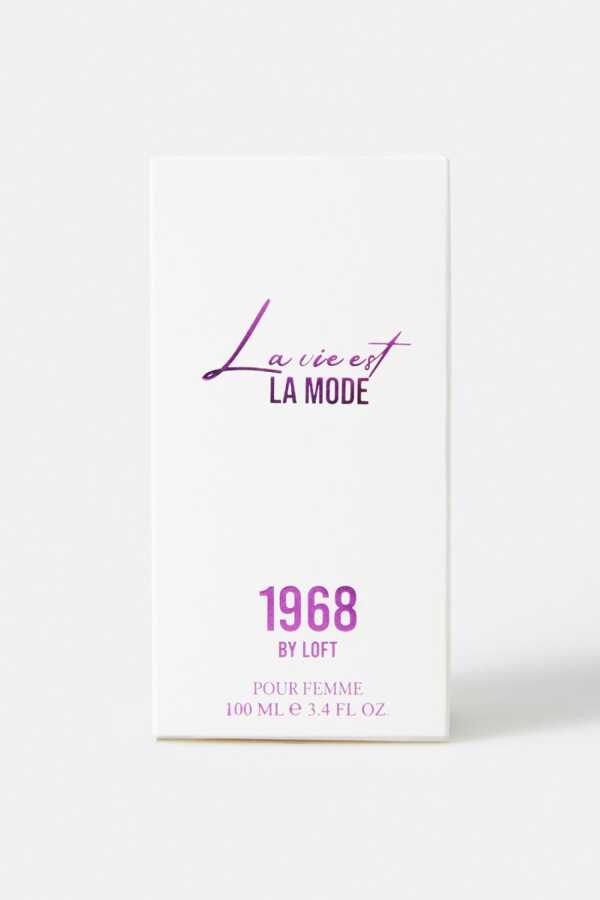 La vie est
LA MODE
1968
BY LOFT
POUR FEMME
100 ML ℮ 3.4 FL OZ.